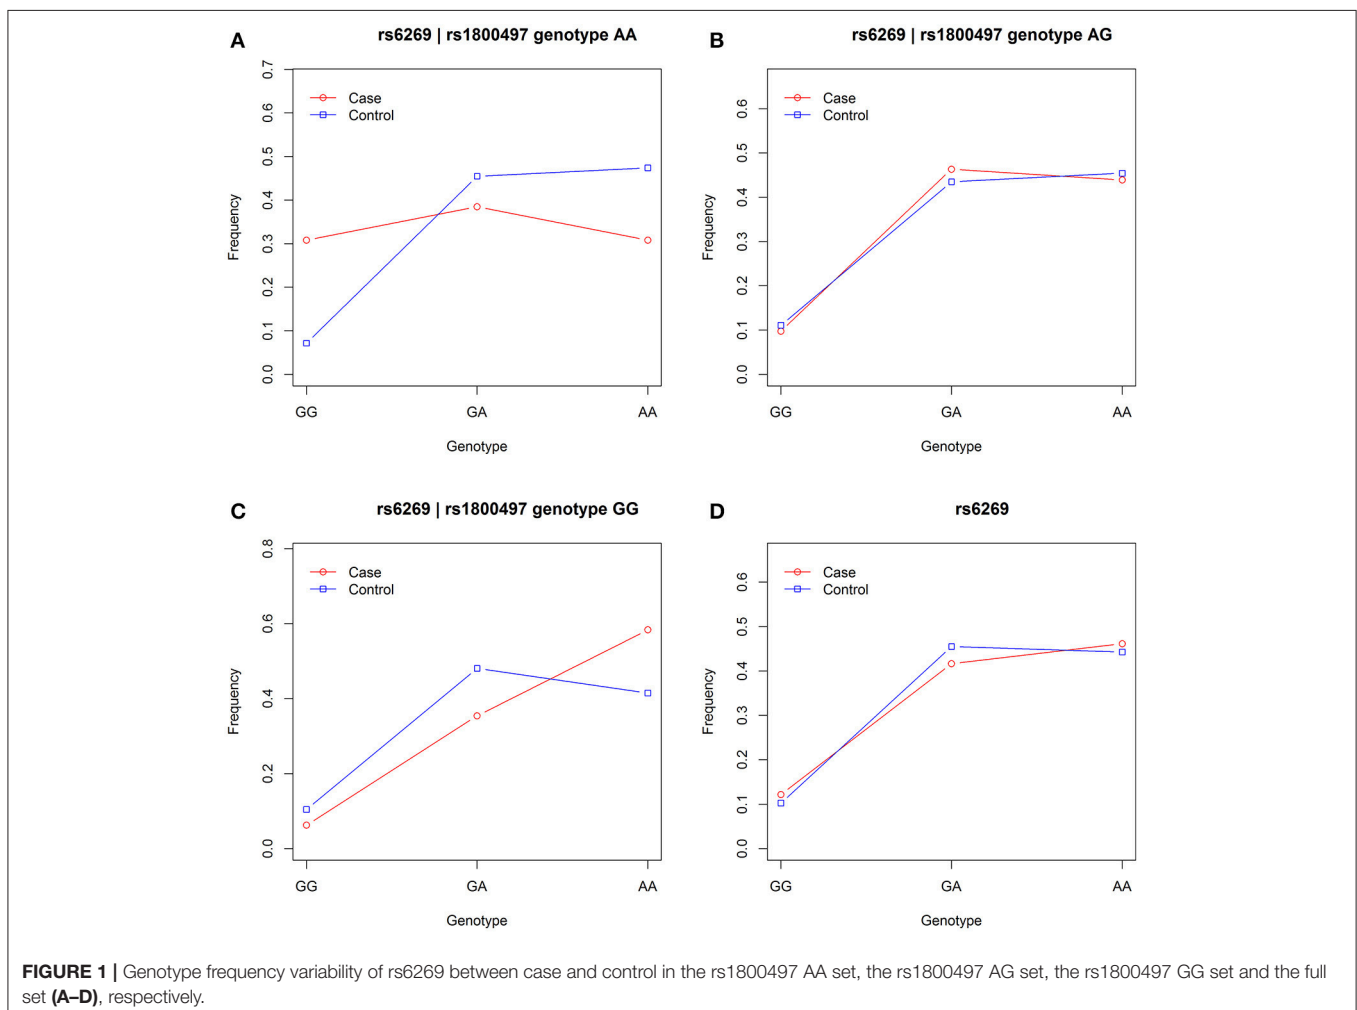 A
rs6269 | rs1800497 genotype AA
0.7
0.6
0.5
0.4
0.3
0.2
0.1
0.0
Frequency
Case
Control
GG GA AA
Genotype
B
rs6269 | rs1800497 genotype AG
0.6
0.5
0.4
0.3
0.2
0.1
0.0
Frequency
Case
Control
GG GA AA
Genotype
C
rs6269 | rs1800497 genotype GG
0.8
0.6
0.4
0.2
0.0
Frequency
Case
Control
GG GA AA
Genotype
D
rs6269
0.6
0.5
0.4
0.3
0.2
0.1
0.0
Frequency
Case
Control
GG GA AA
Genotype
FIGURE 1 | Genotype frequency variability of rs6269 between case and control in the rs1800497 AA set, the rs1800497 AG set, the rs1800497 GG set and the full
set (A–D), respectively.